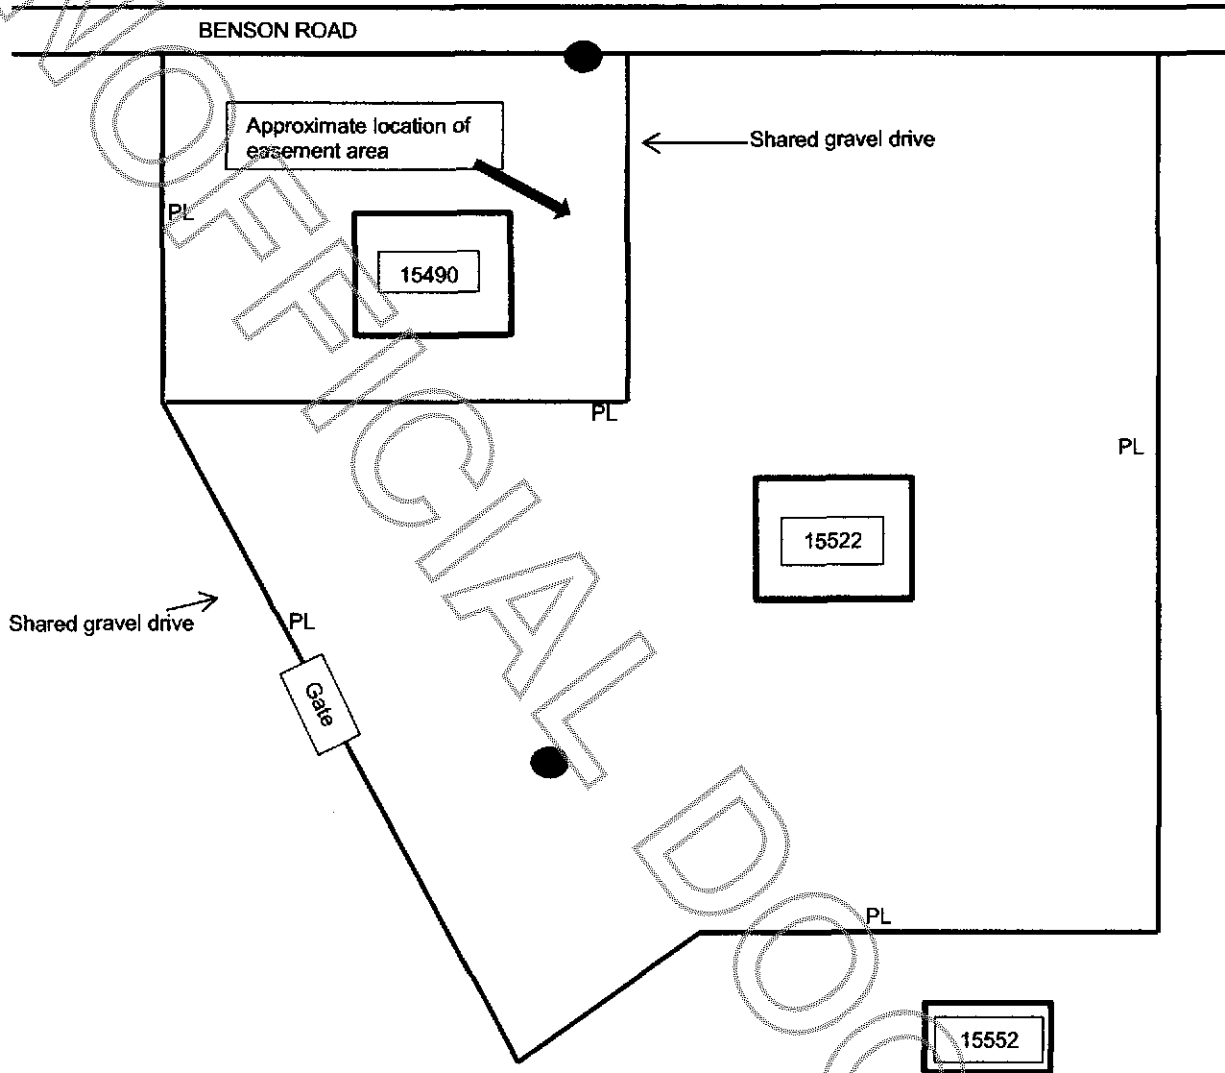 BENSON ROAD
Approximate location of
easement area
Shared gravel drive
PL
15490
PL
PL
15522
Shared gravel drive
PL
Gate
PL
15552
UNOFFICIAL DOC